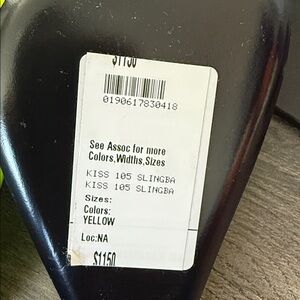 $1150
0190617830418
See Assoc for more
Colors,Widths,Sizes
KISS 105 SLINGBA
KISS 105 SLINGBA
Sizes:
Colors:
YELLOW
Loc:NA
$1150